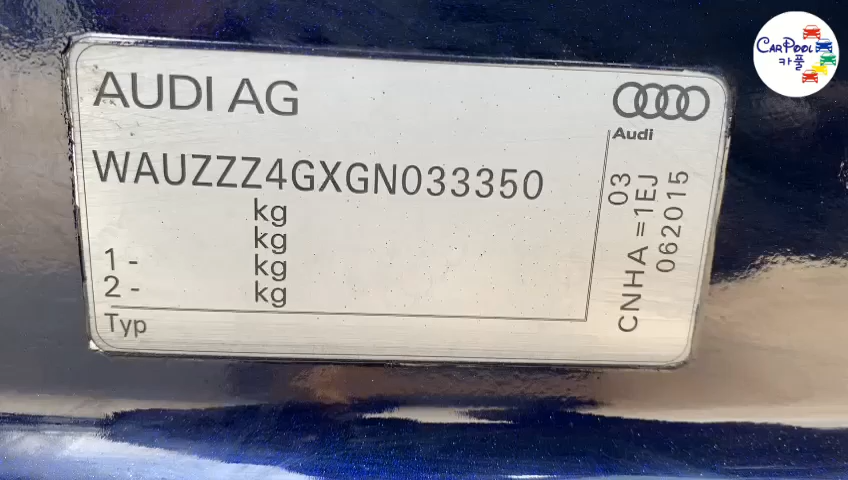 AUDI AG
Audi
WAUZZZ4GXGN033350
kg
kg
1 - kg
2 - kg
Typ
03
CNHA = 1EJ
062015
CARPOOL
카풀